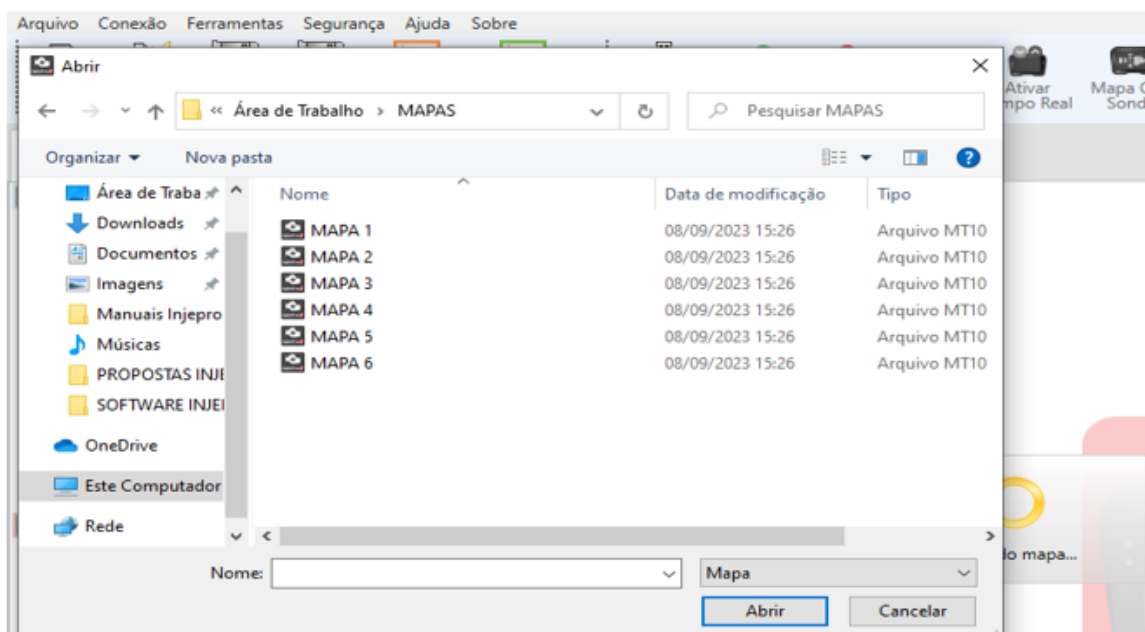 Arquivo Conexão Ferramentas Segurança Ajuda Sobre
Abrir
Ativar
mpo Real
Mapa
Sond
« Área de Trabalho > MAPAS
Pesquisar MAPAS
Organizar
Nova pasta
Área de Traba
Nome
Data de modificação
Tipo
Downloads
MAPA 1 08/09/2023 15:26 Arquivo MT10
Documentos
MAPA 2 08/09/2023 15:26 Arquivo MT10
Imagens
MAPA 3 08/09/2023 15:26 Arquivo MT10
Manuais Injepro
MAPA 4 08/09/2023 15:26 Arquivo MT10
Músicas
MAPA 5 08/09/2023 15:26 Arquivo MT10
PROPOSTAS INJE
MAPA 6 08/09/2023 15:26 Arquivo MT10
SOFTWARE INJE
OneDrive
Este Computador
Rede
lo mapa...
Nome:
Mapa
Abrir
Cancelar